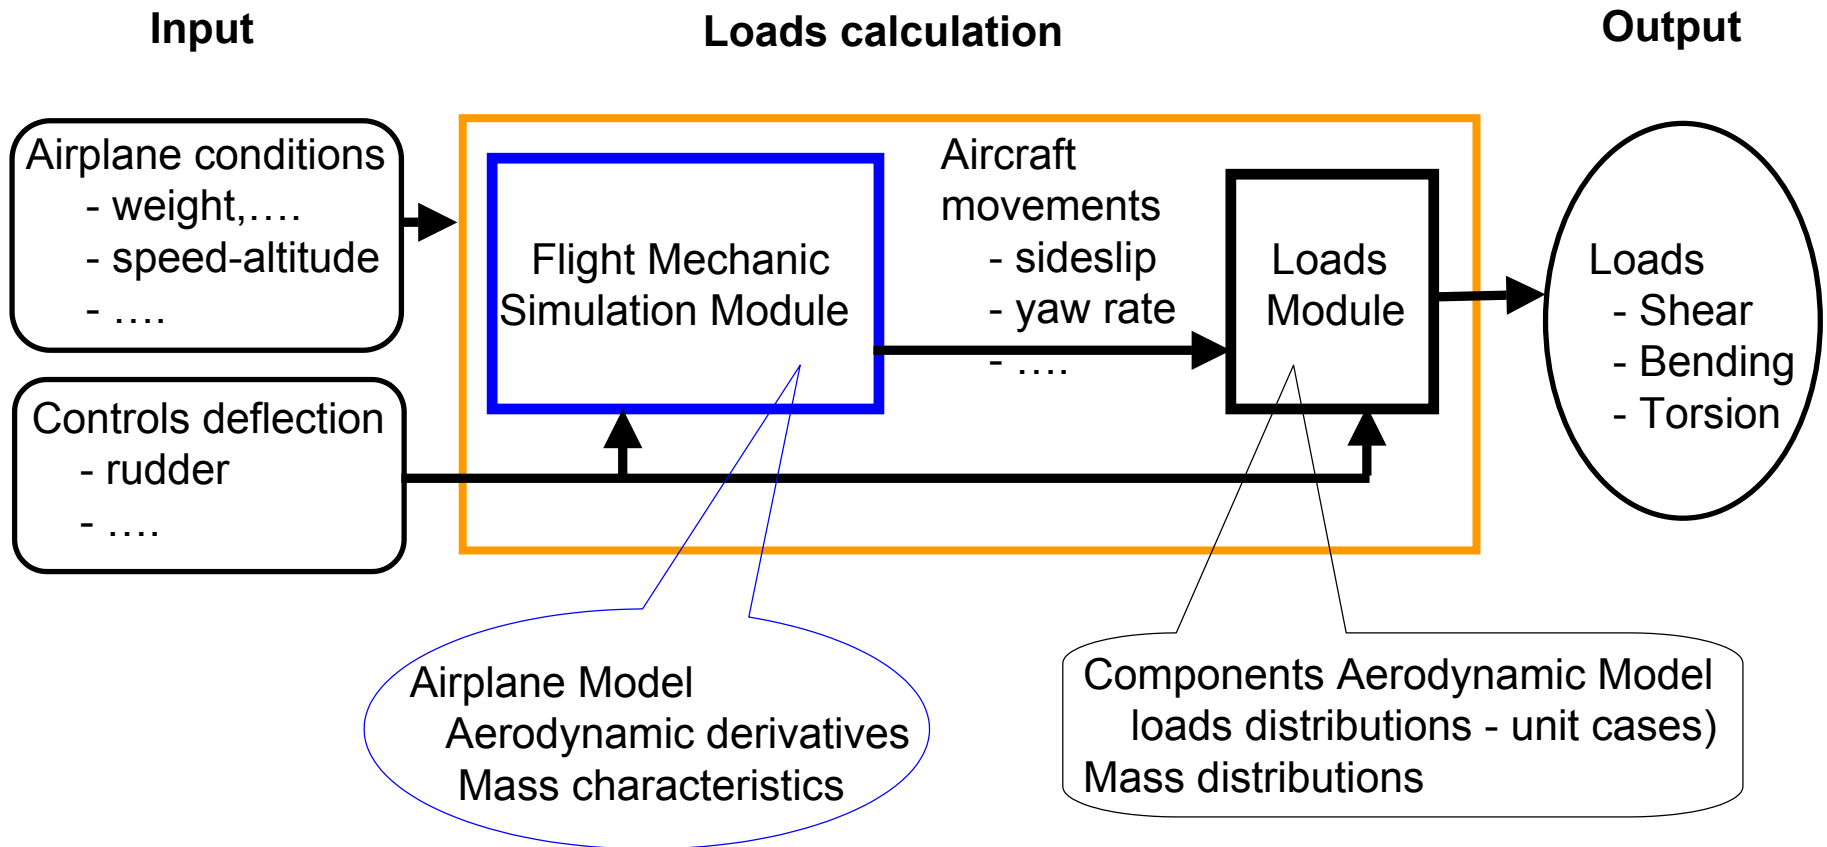 Input
Loads calculation
Output
Airplane conditions
- weight,….
- speed-altitude
- ….
Controls deflection
- rudder
- ….
Flight Mechanic
Simulation Module
Aircraft
movements
- sideslip
- yaw rate
- ….
Loads
Module
Loads
- Shear
- Bending
- Torsion
Airplane Model
Aerodynamic derivatives
Mass characteristics
Components Aerodynamic Model
loads distributions - unit cases)
Mass distributions